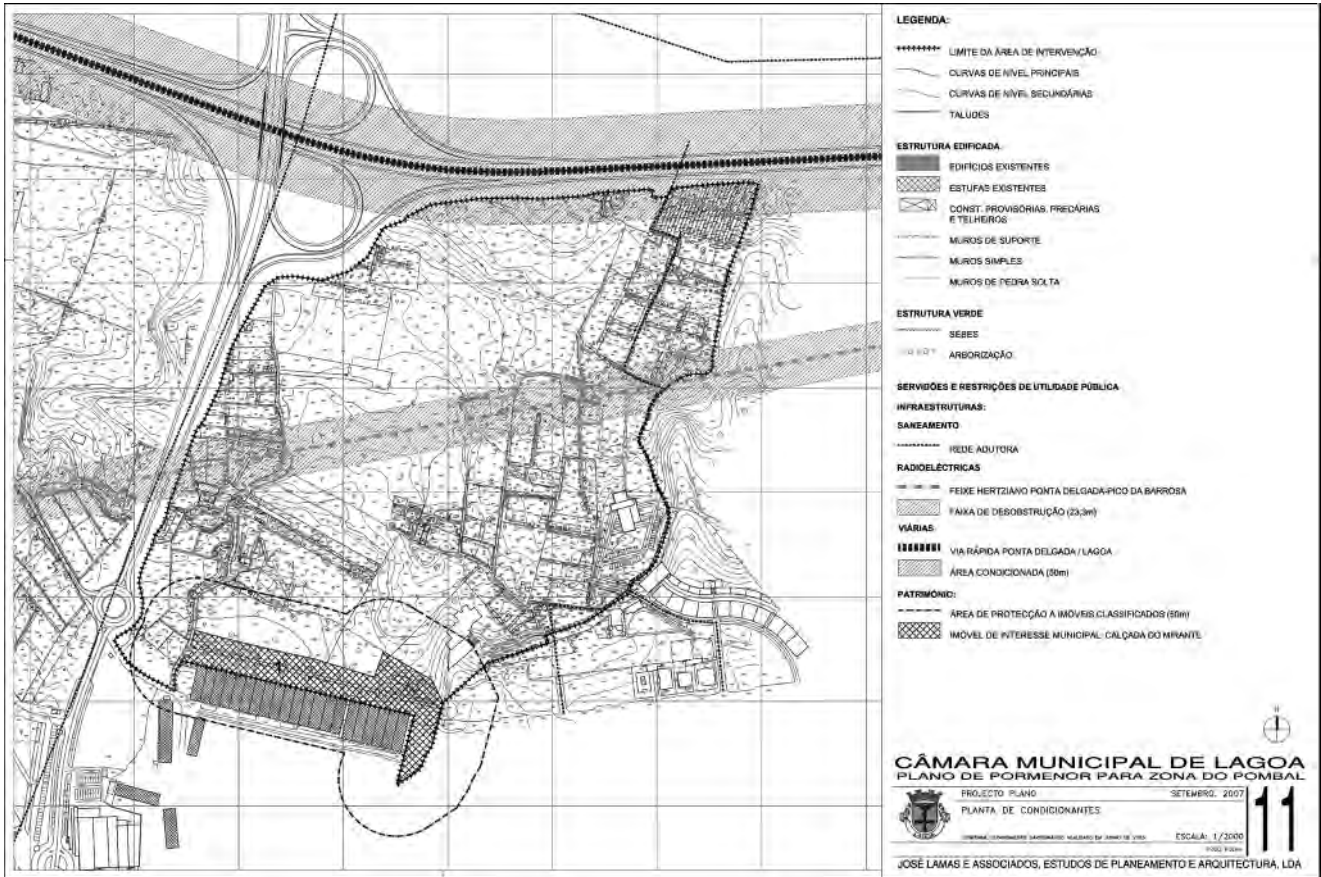 LEGENDA:
LIMITE DA ÁREA DE INTERVENÇÃO
CURVAS DE NÍVEL PRINCIPAIS
CURVAS DE NÍVEL SECUNDÁRIAS
TALUDES
ESTRUTURA EDIFICADA
EDIFÍCIOS EXISTENTES
ESTUFAS EXISTENTES
CONST. PROVISÓRIAS, PRECÁRIAS
E TELHEIROS
MUROS DE SUPORTE
MUROS SIMPLES
MUROS DE PEDRA SOLTA
ESTRUTURA VERDE
SEBES
ARBORIZAÇÃO
SERVIDÕES E RESTRIÇÕES DE UTILIDADE PÚBLICA
INFRAESTRUTURAS:
SANEAMENTO
REDE ADUTORA
RADIOELÉCTRICAS
FEIXE HERTZIANO PONTA DELGADA-PICO DA BARROSA
FAIXA DE DESOBSTRUÇÃO (23,3m)
VIÁRIAS
VIA RÁPIDA PONTA DELGADA / LAGOA
ÁREA CONDICIONADA (50m)
PATRIMÓNIO:
ÁREA DE PROTECÇÃO A IMÓVEIS CLASSIFICADOS (50m)
IMÓVEL DE INTERESSE MUNICIPAL: CALÇADA DO MIRANTE
1
N
CÂMARA MUNICIPAL DE LAGOA
PLANO DE PORMENOR PARA ZONA DO POMBAL
PROJECTO PLANO
SETEMBRO, 2007
PLANTA DE CONDICIONANTES
ESCALA: 1/2000
11
JOSÉ LAMAS E ASSOCIADOS, ESTUDOS DE PLANEAMENTO E ARQUITECTURA, LDA